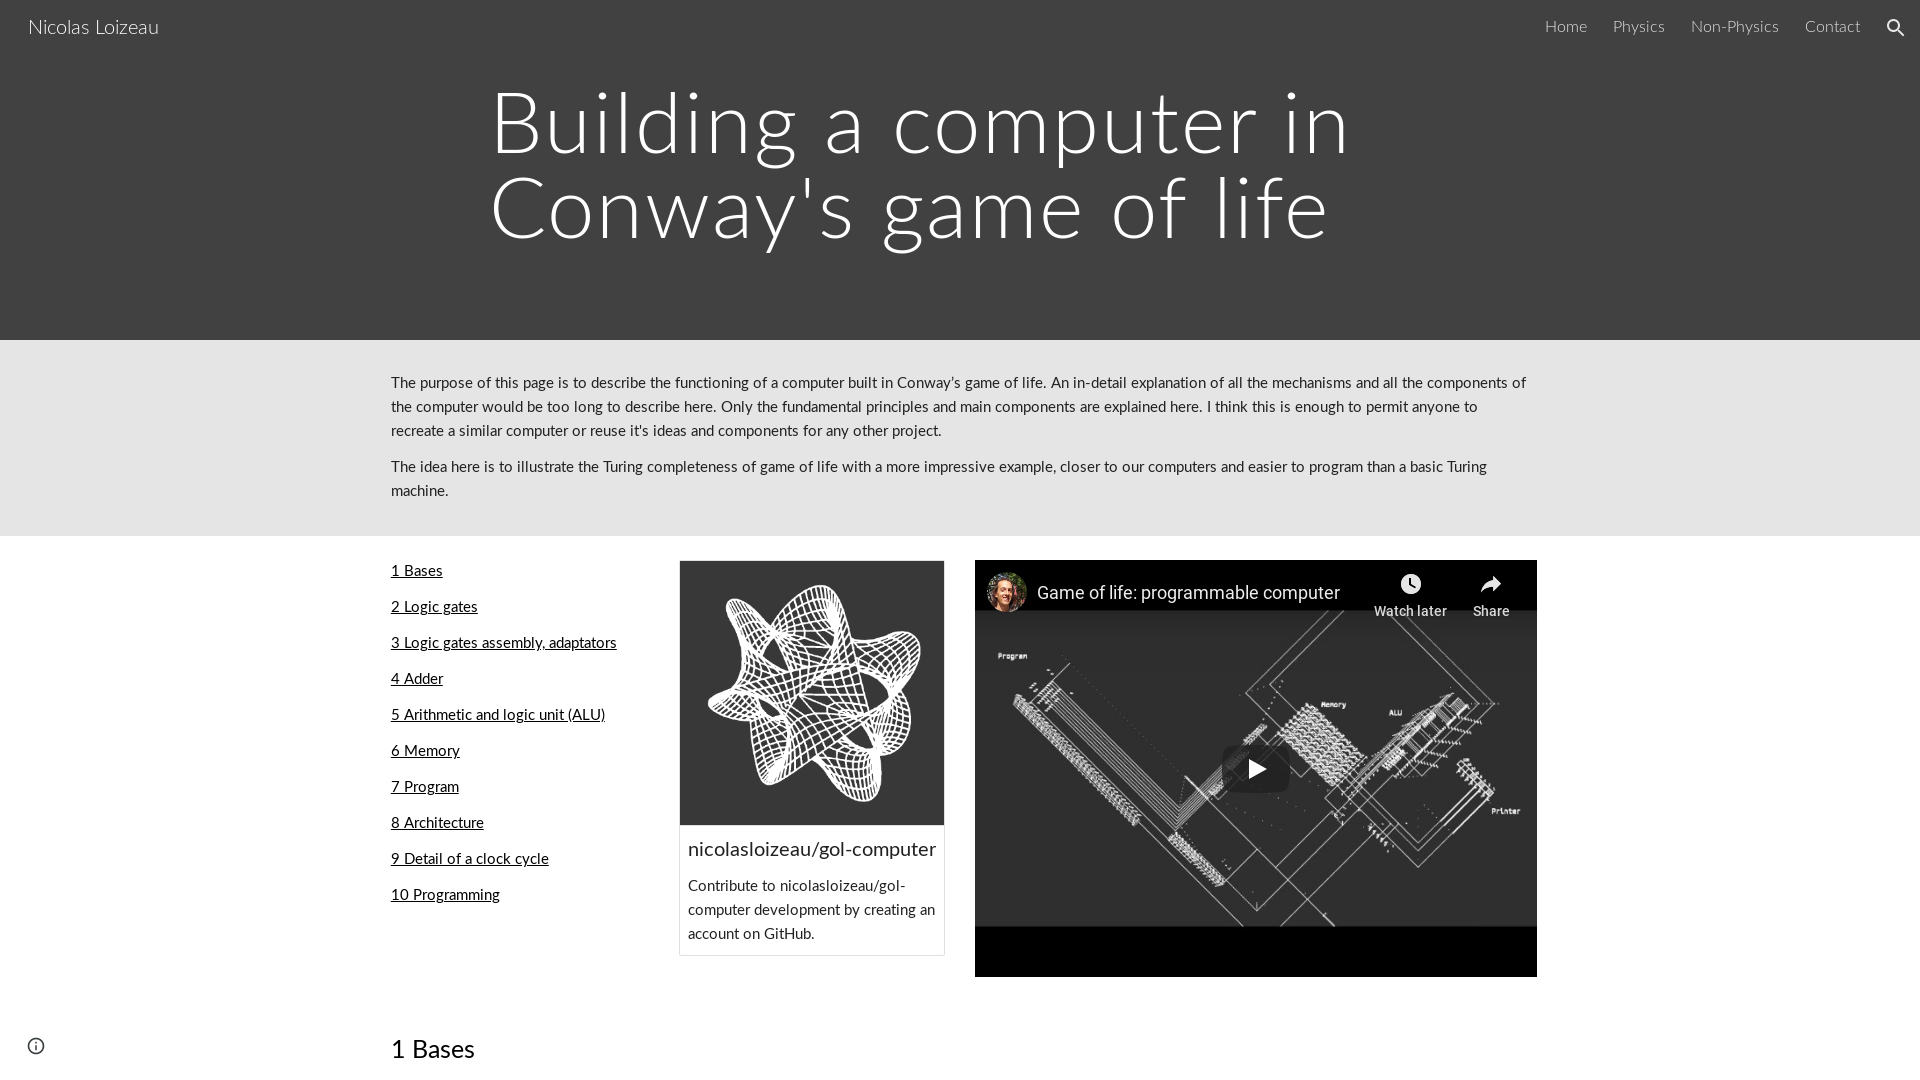 Nicolas Loizeau
Home
Physics
Non-Physics
Contact
Building a computer in
Conway's game of life
The purpose of this page is to describe the functioning of a computer built in Conway’s game of life. An in-detail explanation of all the mechanisms and all the components of
the computer would be too long to describe here. Only the fundamental principles and main components are explained here. I think this is enough to permit anyone to
recreate a similar computer or reuse it's ideas and components for any other project.
The idea here is to illustrate the Turing completeness of game of life with a more impressive example, closer to our computers and easier to program than a basic Turing
machine.
1 Bases
2 Logic gates
3 Logic gates assembly, adaptators
4 Adder
5 Arithmetic and logic unit (ALU)
6 Memory
7 Program
8 Architecture
9 Detail of a clock cycle
10 Programming
nicolasloizeau/gol-computer
Contribute to nicolasloizeau/gol-
computer development by creating an
account on GitHub.
Game of life: programmable computer
Watch later
Share
Program
Memory
ALU
Printer
1 Bases